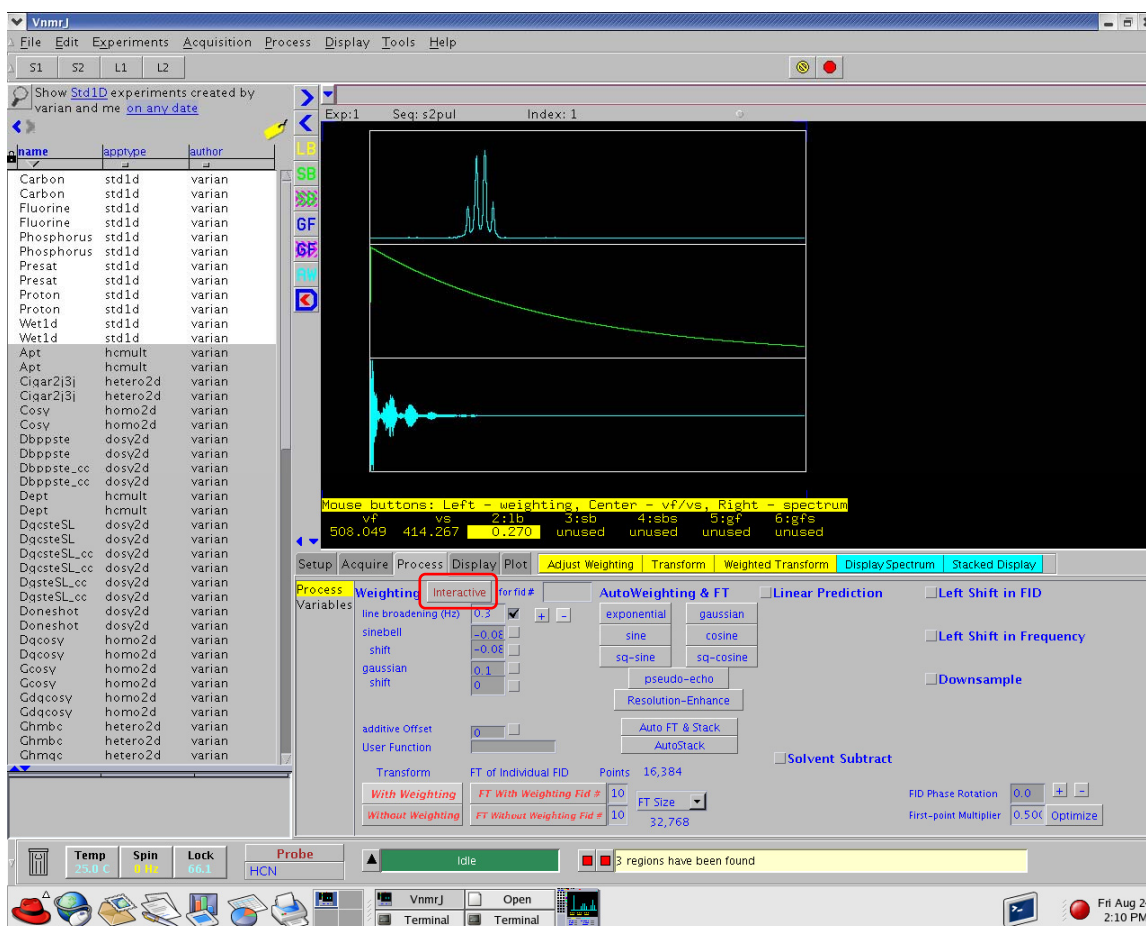 VnmrJ
File Edit Experiments Acquisition Process Display Tools Help
S1 S2 L1 L2
Show Std1D experiments created by
varian and me on any date
name apptype author
Carbon std1d varian
Carbon std1d varian
Fluorine std1d varian
Fluorine std1d varian
Phosphorus std1d varian
Phosphorus std1d varian
Presat std1d varian
Presat std1d varian
Proton std1d varian
Proton std1d varian
Wet1d std1d varian
Wet1d std1d varian
Apt hcmult varian
Apt hcmult varian
Cigar2j3j hetero2d varian
Cigar2j3j hetero2d varian
Cosy homo2d varian
Cosy homo2d varian
Dbppste dosy2d varian
Dbppste dosy2d varian
Dbppste_cc dosy2d varian
Dbppste_cc dosy2d varian
Dept hcmult varian
Dept hcmult varian
DgcsteSL dosy2d varian
DgcsteSL dosy2d varian
DgcsteSL_cc dosy2d varian
DgcsteSL_cc dosy2d varian
DgsteSL_cc dosy2d varian
DgsteSL_cc dosy2d varian
Doneshot dosy2d varian
Doneshot dosy2d varian
Dqcosy homo2d varian
Dqcosy homo2d varian
Gcosy homo2d varian
Gcosy homo2d varian
Gdqcosy homo2d varian
Gdqcosy homo2d varian
Ghmbc hetero2d varian
Ghmbc hetero2d varian
Ghmqc hetero2d varian
LB
SB
GF
GF
AW
Exp:1 Seq: s2pul Index: 1
Mouse buttons: Left - weighting, Center - vf/vs, Right - spectrum
vf vs 2:lb 3:sb 4:sbs 5:gf 6:gfs
508.049 414.267 0.270 unused unused unused unused
Setup Acquire Process Display Plot Adjust Weighting Transform Weighted Transform Display Spectrum Stacked Display
Process
Variables
Weighting Interactive for fid #
line broadening (Hz) 0.3 + -
sinebell -0.08
shift -0.08
gaussian 0.1
shift 0
additive Offset 0
User Function
AutoWeighting & FT
exponential gaussian
sine cosine
sq-sine sq-cosine
pseudo-echo
Resolution-Enhance
Auto FT & Stack
AutoStack
Linear Prediction
Solvent Subtract
Left Shift in FID
Left Shift in Frequency
Downsample
Transform FT of Individual FID Points 16,384
With Weighting FT With Weighting Fid # 10
Without Weighting FT Without Weighting Fid # 10
FT Size
32,768
FID Phase Rotation 0.0 + -
First-point Multiplier 0.50 Optimize
Temp Spin Lock Probe
25.0 C 0 Hz 66.1 HCN
Idle
3 regions have been found
VnmrJ Open
Terminal Terminal
Fri Aug 2
2:10 PM